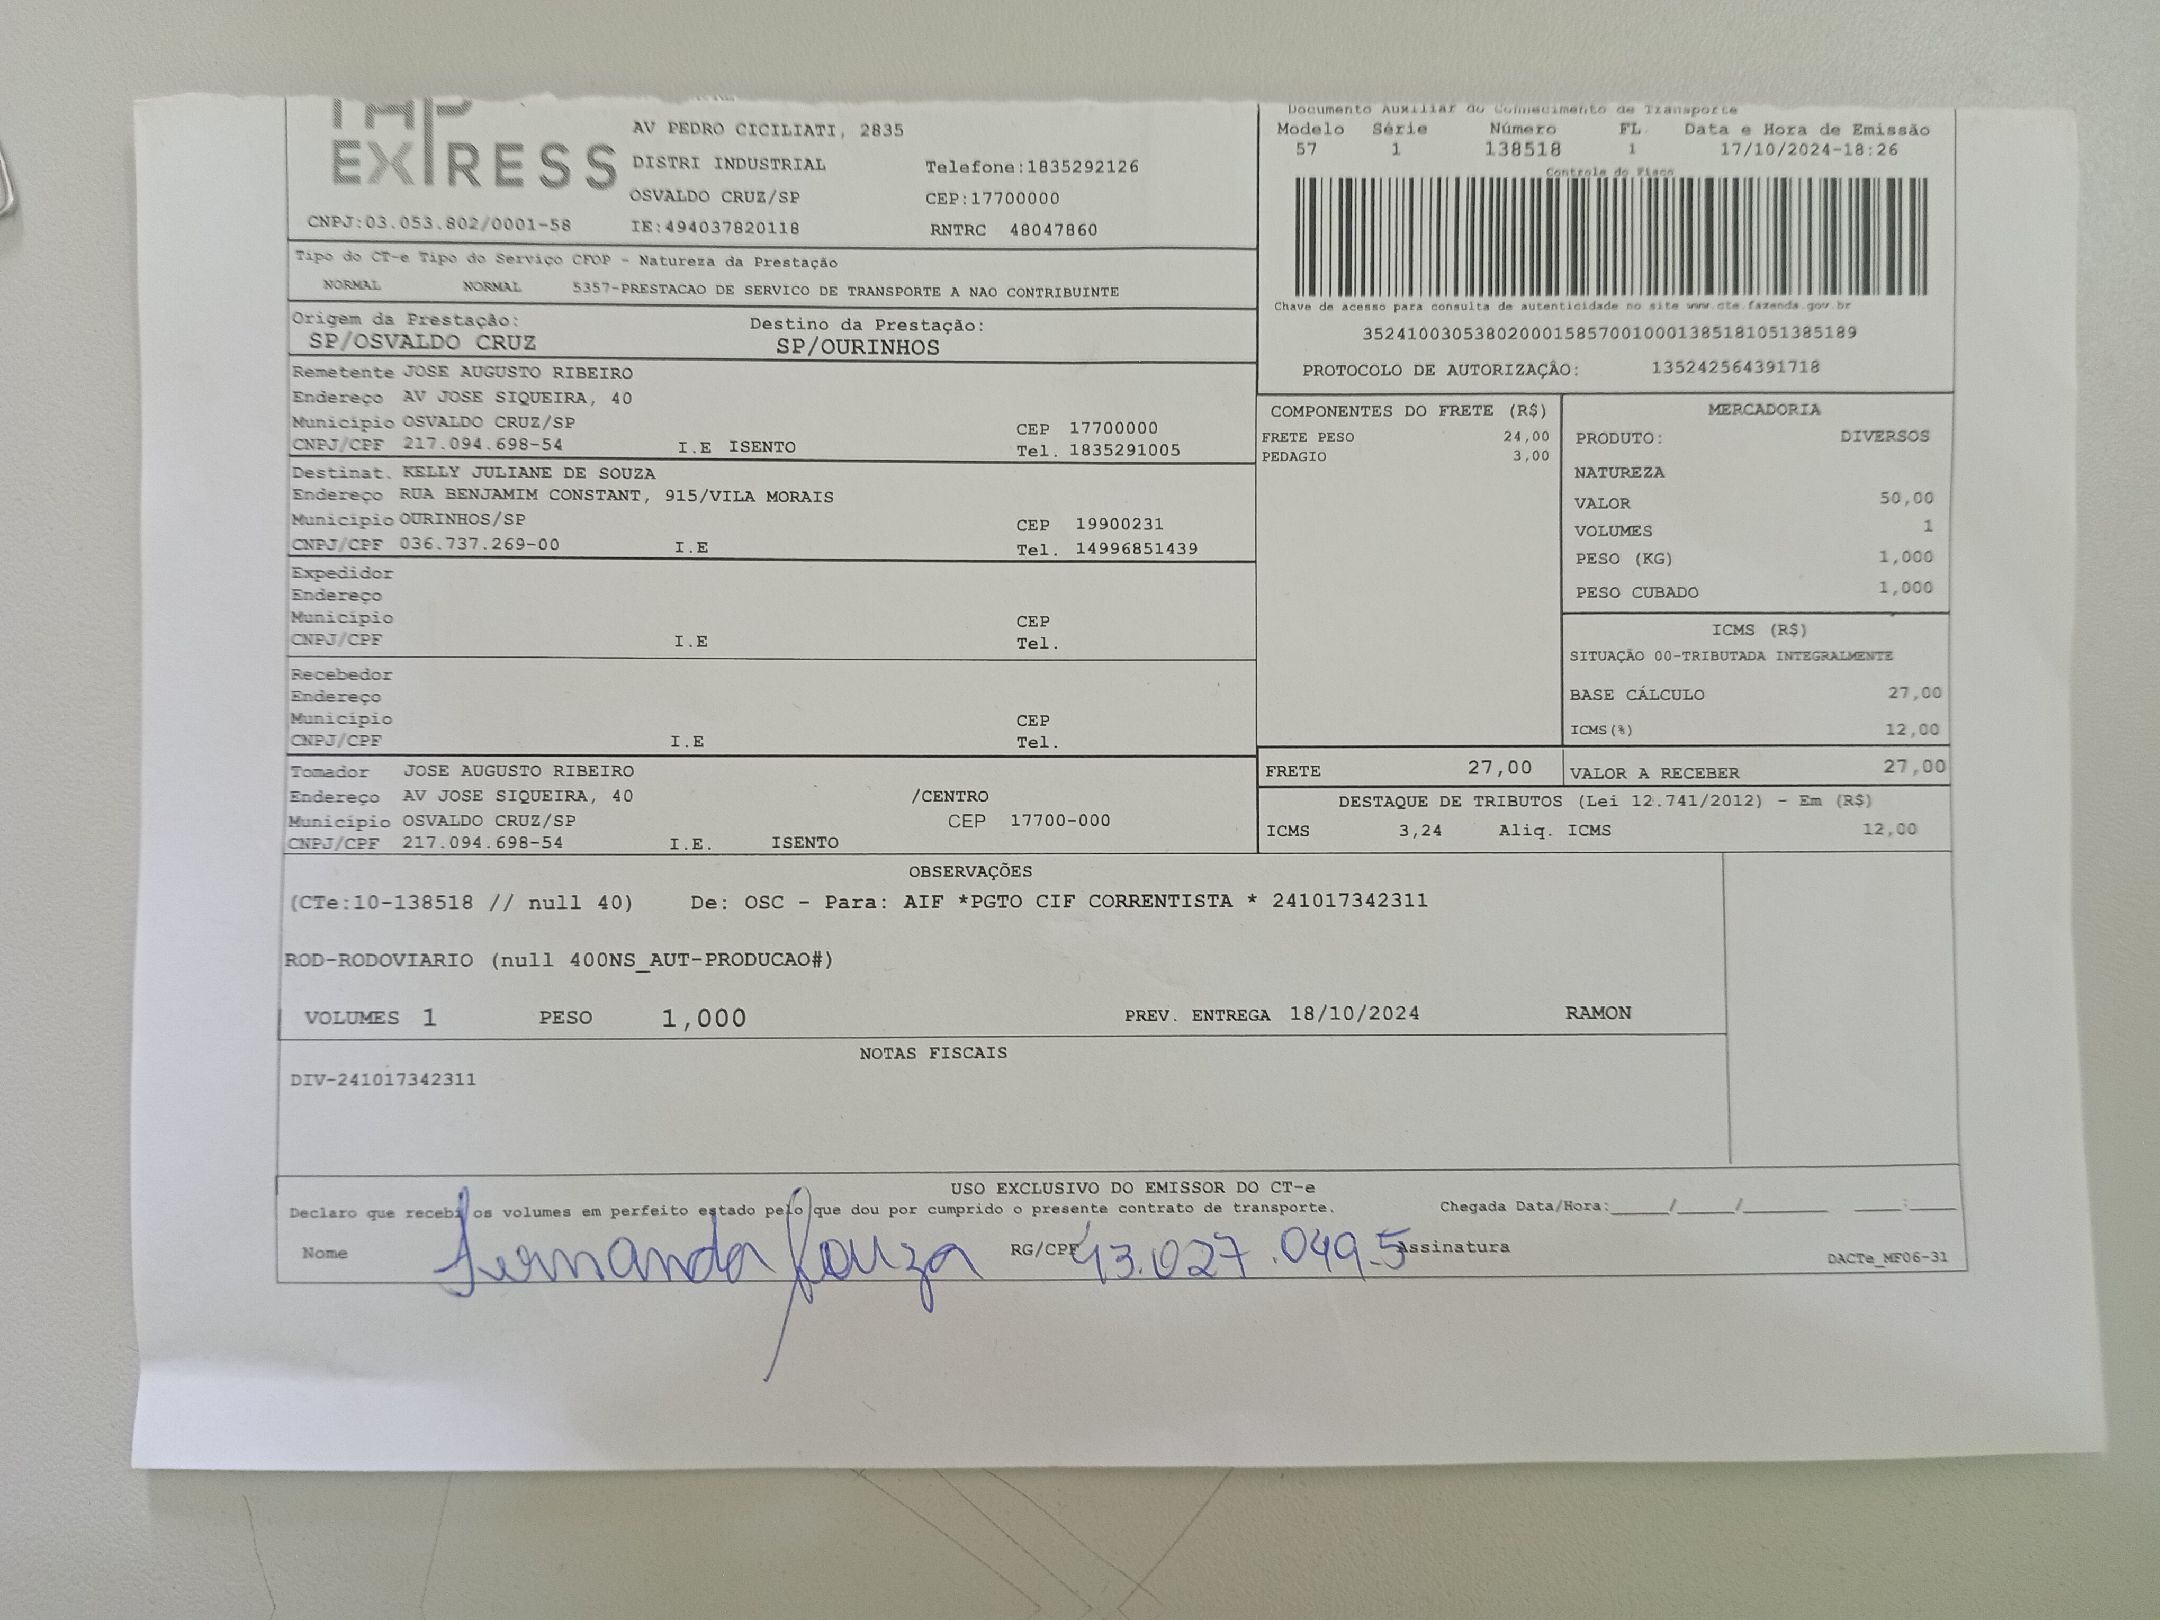 EXPRESS
AV PEDRO CICILIATI, 2835
DISTRI INDUSTRIAL Telefone:1835292126
OSVALDO CRUZ/SP CEP:17700000
CNPJ:03.053.802/0001-58 IE:494037820118 RNTRC 48047860
Documento Auxiliar do Conhecimento de Transporte
Modelo Série Número FL Data e Hora de Emissão
57 1 138518 1 17/10/2024-18:26
Controle do Fisco
Chave de acesso para consulta de autenticidade no site www.cte.fazenda.gov.br
35241003053802000158570010001385181051385189
PROTOCOLO DE AUTORIZAÇÂO: 135242564391718
Tipo do CT-e Tipo do Serviço CFOP - Natureza da Prestação
NORMAL NORMAL 5357-PRESTACAO DE SERVICO DE TRANSPORTE A NAO CONTRIBUINTE
Origem da Prestação: Destino da Prestação:
SP/OSVALDO CRUZ SP/OURINHOS
Remetente JOSE AUGUSTO RIBEIRO
Endereço AV JOSE SIQUEIRA, 40
Município OSVALDO CRUZ/SP CEP 17700000
CNPJ/CPF 217.094.698-54 I.E ISENTO Tel. 1835291005
Destinat. KELLY JULIANE DE SOUZA
Endereço RUA BENJAMIM CONSTANT, 915/VILA MORAIS
Município OURINHOS/SP CEP 19900231
CNPJ/CPF 036.737.269-00 I.E Tel. 14996851439
Expedidor
Endereço
Município CEP
CNPJ/CPF I.E Tel.
Recebedor
Endereço
Município CEP
CNPJ/CPF I.E Tel.
Tomador JOSE AUGUSTO RIBEIRO
Endereço AV JOSE SIQUEIRA, 40 /CENTRO
Município OSVALDO CRUZ/SP CEP 17700-000
CNPJ/CPF 217.094.698-54 I.E. ISENTO
COMPONENTES DO FRETE (R$)
FRETE PESO 24,00
PEDAGIO 3,00
MERCADORIA
PRODUTO: DIVERSOS
NATUREZA
VALOR 50,00
VOLUMES 1
PESO (KG) 1,000
PESO CUBADO 1,000
ICMS (R$)
SITUAÇÃO 00-TRIBUTADA INTEGRALMENTE
BASE CÁLCULO 27,00
ICMS(%) 12,00
FRETE 27,00 VALOR A RECEBER 27,00
DESTAQUE DE TRIBUTOS (Lei 12.741/2012) - Em (R$)
ICMS 3,24 Aliq. ICMS 12,00
OBSERVAÇÕES
(CTe:10-138518 // null 40) De: OSC - Para: AIF *PGTO CIF CORRENTISTA * 241017342311
ROD-RODOVIARIO (null 400NS_AUT-PRODUCAO#)
VOLUMES 1 PESO 1,000 PREV. ENTREGA 18/10/2024 RAMON
NOTAS FISCAIS
DIV-241017342311
USO EXCLUSIVO DO EMISSOR DO CT-e
Declaro que recebi os volumes em perfeito estado pelo que dou por cumprido o presente contrato de transporte. Chegada Data/Hora:____/____/______ ____:____
Nome Fernanda Souza RG/CPF 43.027.049.5 Assinatura DACTe_MF06-31